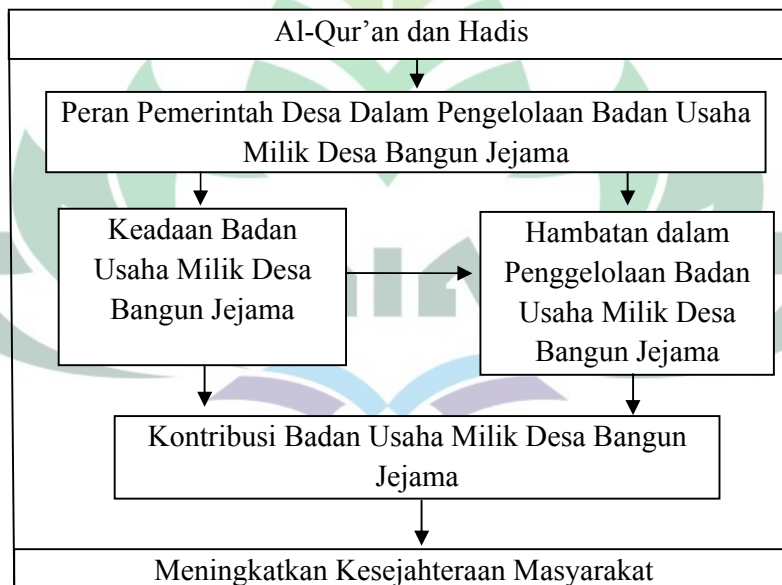 Al-Qur'an dan Hadis
Peran Pemerintah Desa Dalam Pengelolaan Badan Usaha
Milik Desa Bangun Jejama
Keadaan Badan
Usaha Milik Desa
Bangun Jejama
Hambatan dalam
Penggelolaan Badan
Usaha Milik Desa
Bangun Jejama
Kontribusi Badan Usaha Milik Desa Bangun
Jejama
Meningkatkan Kesejahteraan Masyarakat